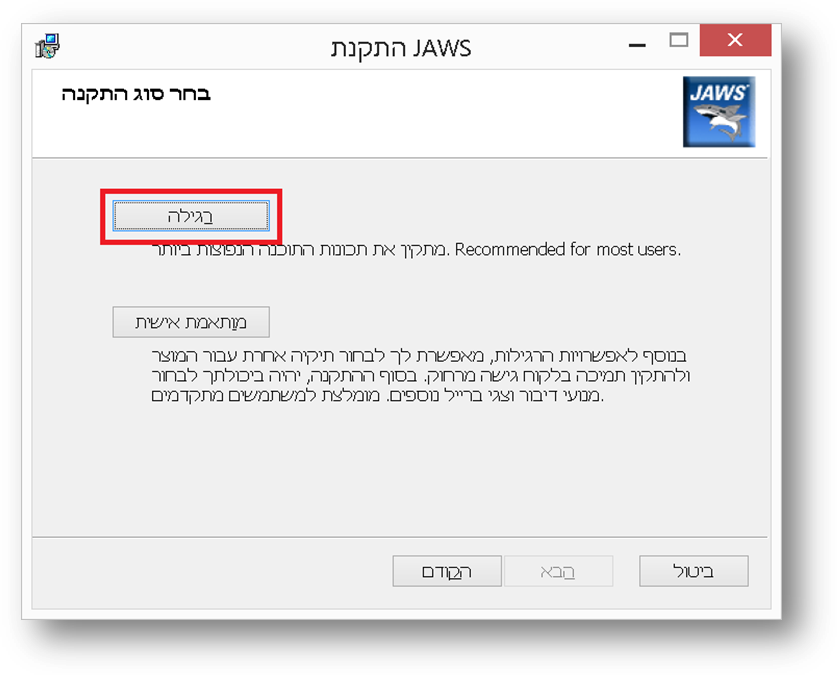 התקנת JAWS
בחר סוג התקנה
JAWS
רגילה
מתקין את תכונות התוכנה הנפוצות ביותר. Recommended for most users.
מותאמת אישית
בנוסף לאפשרויות הרגילות, מאפשרת לך לבחור תיקיה אחרת עבור המוצר
ולהתקין תמיכה בלקוח גישה מרחוק. בסוף ההתקנה, יהיה ביכולתך לבחור
מנועי דיבור וצגי ברייל נוספים. מומלצת למשתמשים מתקדמים.
הקודם
הבא
ביטול